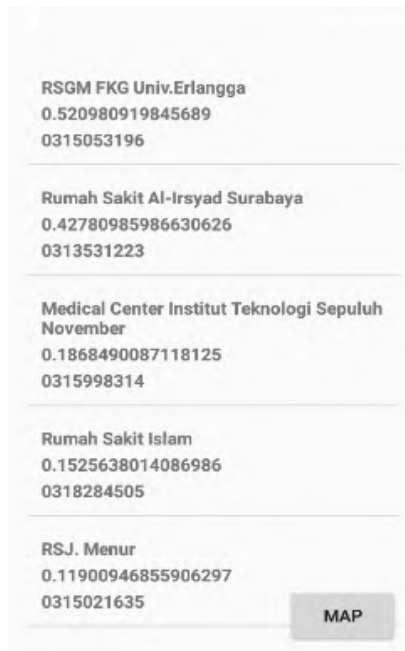 RSGM FKG Univ.Erlangga
0.520980919845689
0315053196
Rumah Sakit Al-Irsyad Surabaya
0.42780985986630626
0313531223
Medical Center Institut Teknologi Sepuluh
November
0.1868490087118125
0315998314
Rumah Sakit Islam
0.1525638014086986
0318284505
RSJ. Menur
0.11900946855906297
0315021635
MAP